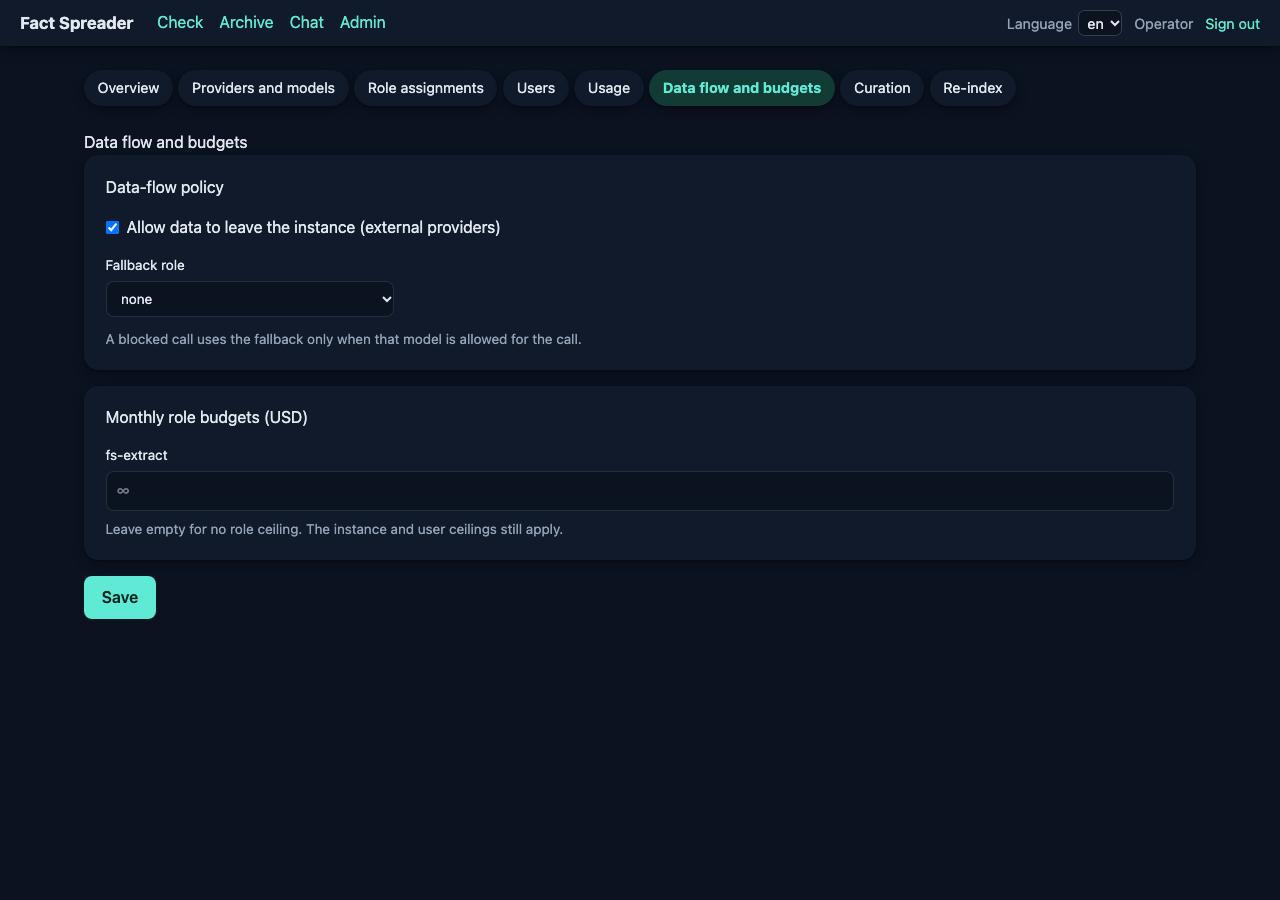 Fact Spreader Check Archive Chat Admin Language en Operator Sign out
Overview Providers and models Role assignments Users Usage Data flow and budgets Curation Re-index
Data flow and budgets
Data-flow policy
Allow data to leave the instance (external providers)
Fallback role
none
A blocked call uses the fallback only when that model is allowed for the call.
Monthly role budgets (USD)
fs-extract
∞
Leave empty for no role ceiling. The instance and user ceilings still apply.
Save